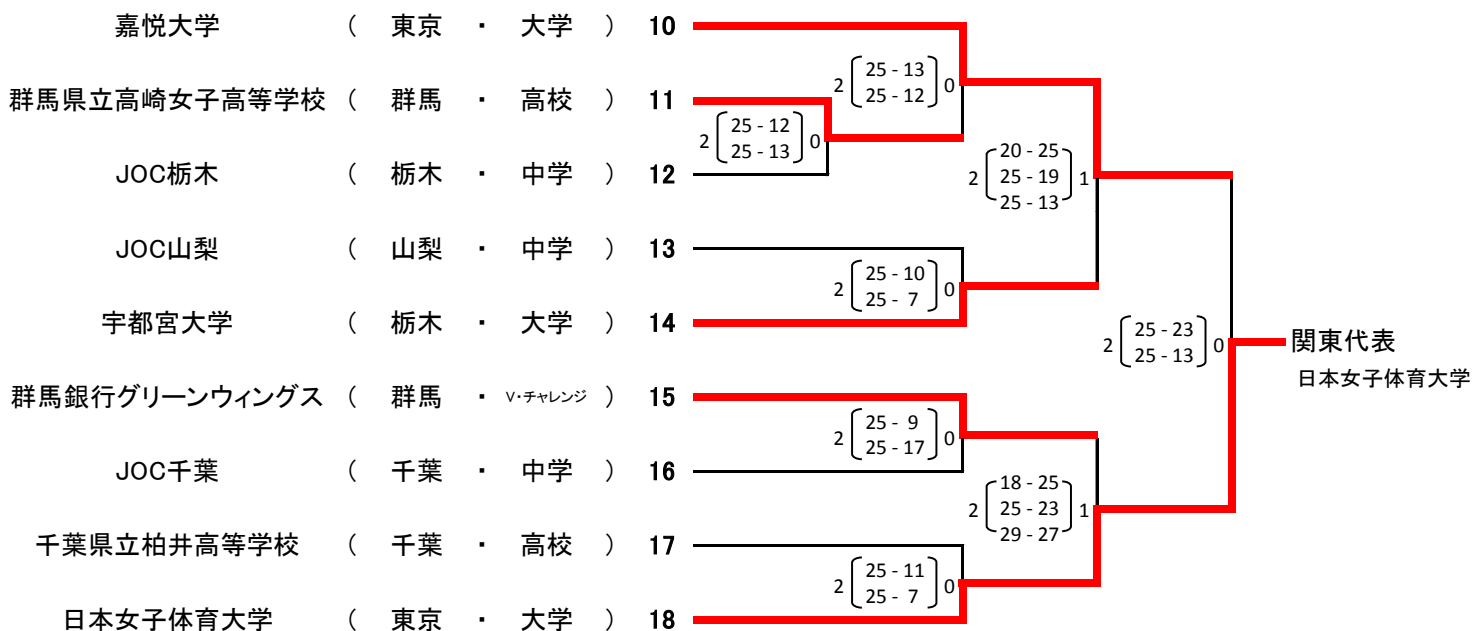 嘉悦大学 ( 東京 ・ 大学 ) 10
2 25 - 13 0
25 - 12
群馬県立高崎女子高等学校 ( 群馬 ・ 高校 ) 11
2 25 - 12 0
25 - 13
JOC栃木 ( 栃木 ・ 中学 ) 12
2 20 - 25 1
25 - 19
25 - 13
JOC山梨 ( 山梨 ・ 中学 ) 13
2 25 - 10 0
25 - 7
宇都宮大学 ( 栃木 ・ 大学 ) 14
2 25 - 23 0
25 - 13
関東代表
日本女子体育大学
群馬銀行グリーンウィングス ( 群馬 ・ V・チャレンジ ) 15
2 25 - 9 0
25 - 17
JOC千葉 ( 千葉 ・ 中学 ) 16
2 18 - 25 1
25 - 23
29 - 27
千葉県立柏井高等学校 ( 千葉 ・ 高校 ) 17
2 25 - 11 0
25 - 7
日本女子体育大学 ( 東京 ・ 大学 ) 18